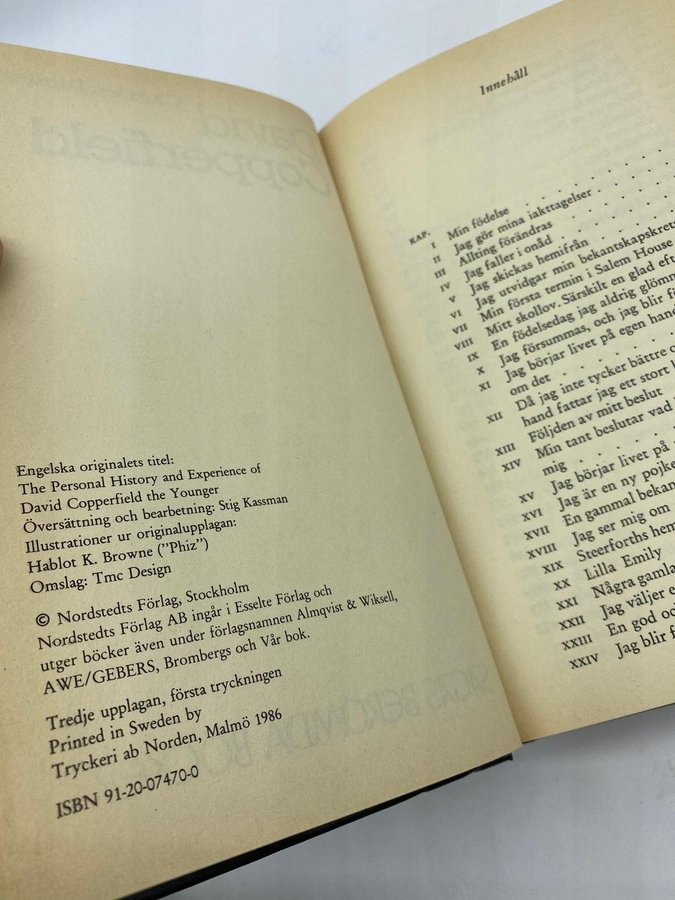 Engelska originalets titel:
The Personal History and Experience of
David Copperfield the Younger
Översättning och bearbetning: Stig Kassman
Illustrationer ur originalupplagan:
Hablot K. Browne ("Phiz")
Omslag: Tmc Design
© Nordstedts Förlag, Stockholm
Nordstedts Förlag AB ingår i Esselte Förlag och
utger böcker även under förlagsnamnen Almqvist & Wiksell,
AWE/GEBERS, Brombergs och Vår bok.
Tredje upplagan, första tryckningen
Printed in Sweden by
Tryckeri ab Norden, Malmö 1986
ISBN 91-20-07470-0
Innehåll
KAP.
I Min födelse
II Jag gör mina iakttagelser
III Allting förändras
IV Jag faller i onåd
V Jag skickas hemifrån
VI Jag utvidgar min bekantskapskrets
VII Min första termin i Salem House
VIII Mitt skollov. Särskilt en glad eft
IX En födelsedag jag aldrig glömm
X Jag försummas, och jag blir f
XI Jag börjar livet på egen hand
om det
XII Då jag inte tycker bättre o
hand fattar jag ett stort
XIII Följden av mitt beslut
XIV Min tant beslutar vad
mig
XV Jag börjar livet på
XVI Jag är en ny pojke
XVII En gammal bekan
XVIII Jag ser mig om
XIX Steerforths hem
XX Lilla Emily
XXI Några gamla
XXII Jag väljer e
XXIII En god oc
XXIV Jag blir f